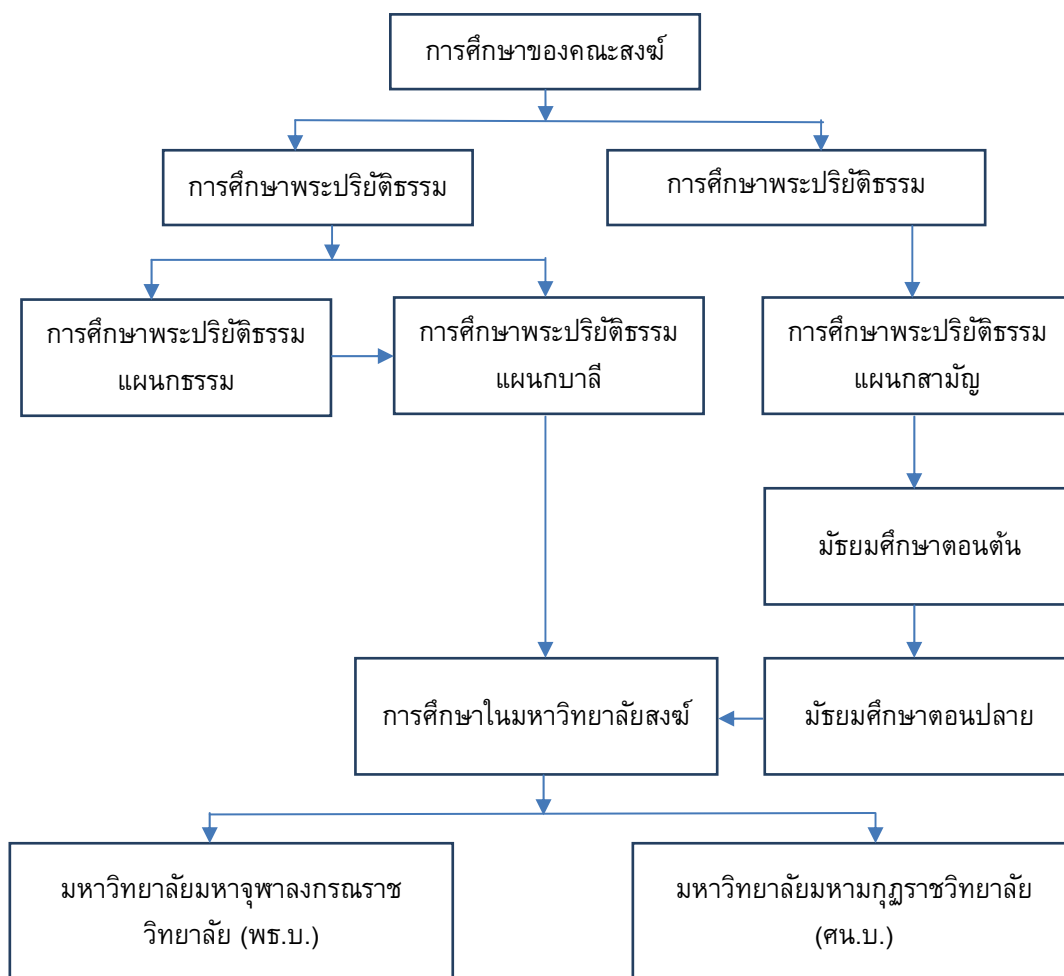 การศึกษาของคณะสงฆ์
การศึกษาพระปริยัติธรรม
การศึกษาพระปริยัติธรรม
การศึกษาพระปริยัติธรรม
แผนกธรรม
การศึกษาพระปริยัติธรรม
แผนกบาลี
การศึกษาพระปริยัติธรรม
แผนกสามัญ
มัธยมศึกษาตอนต้น
การศึกษาในมหาวิทยาลัยสงฆ์
มัธยมศึกษาตอนปลาย
มหาวิทยาลัยมหาจุฬาลงกรณราช
วิทยาลัย (พธ.บ.)
มหาวิทยาลัยมหามกุฏราชวิทยาลัย
(ศน.บ.)